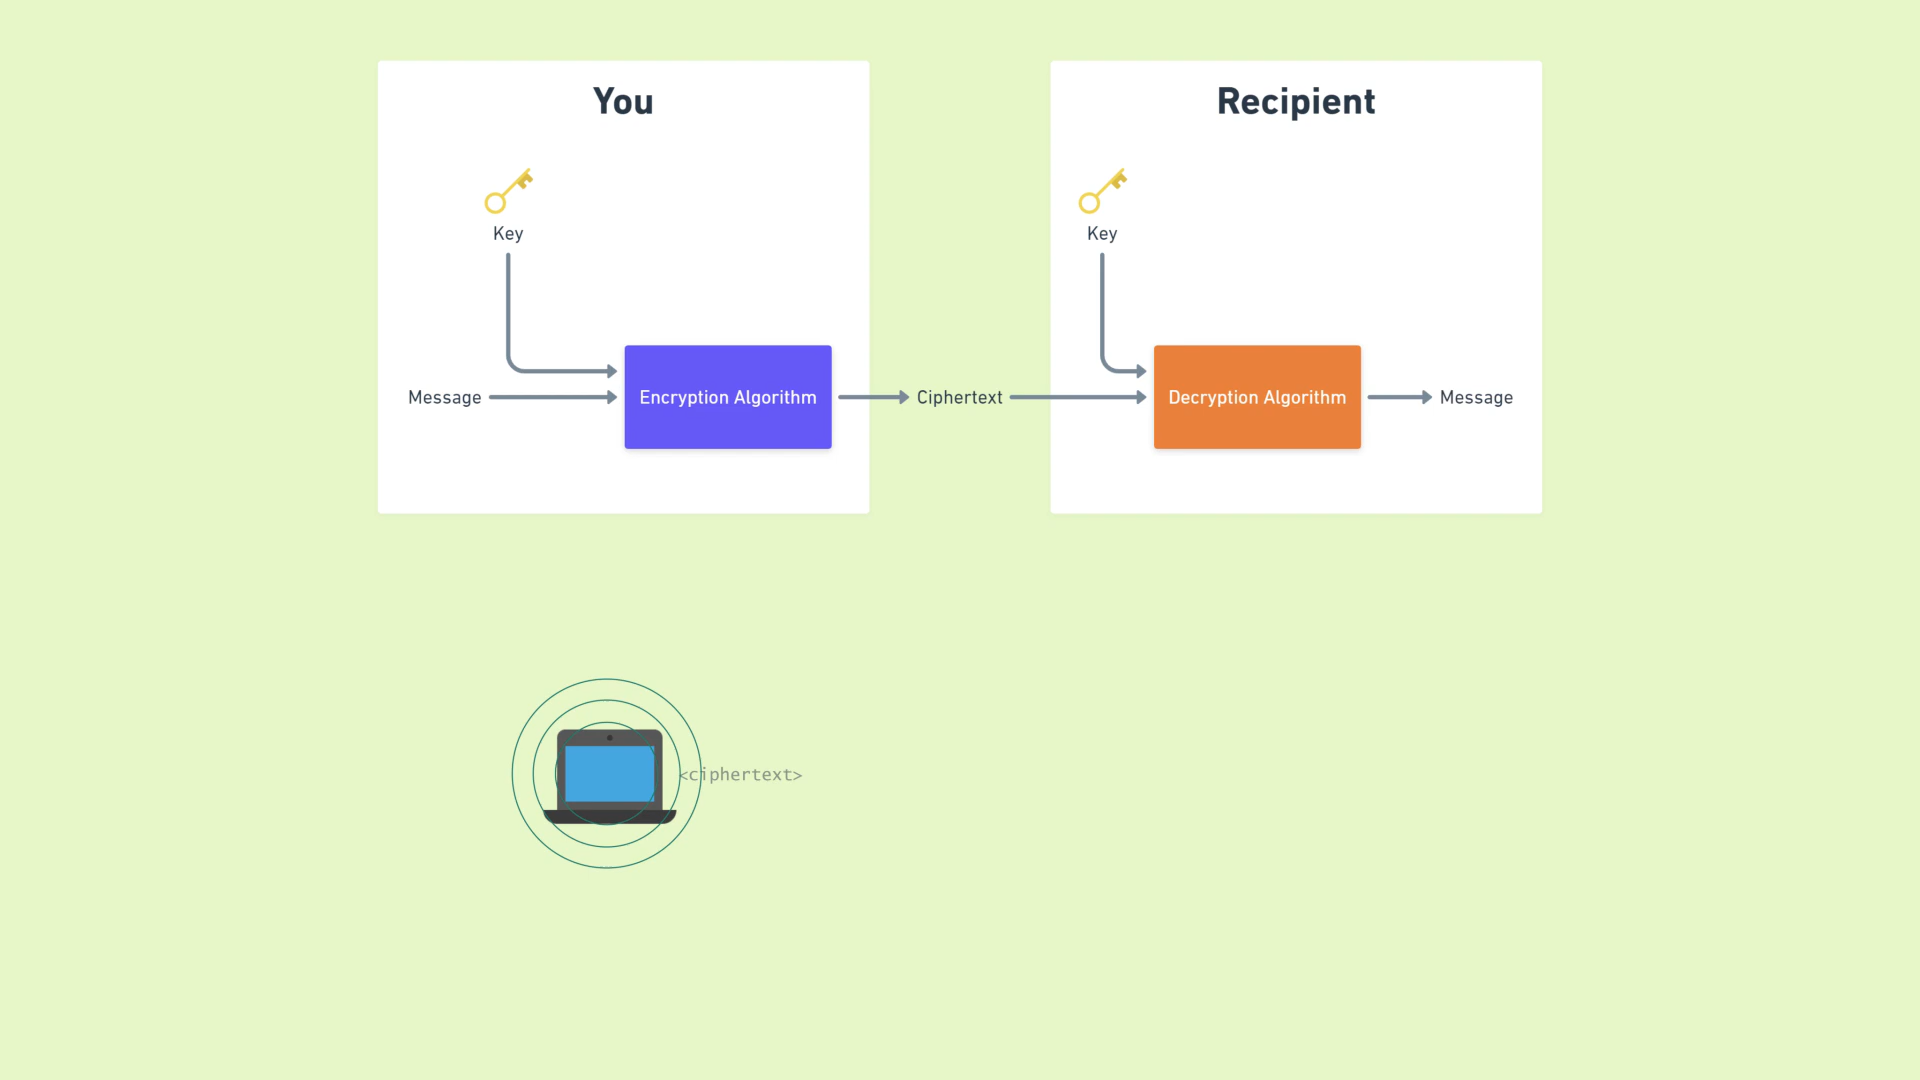 You
Key
Message
Encryption Algorithm
Ciphertext
Recipient
Key
Decryption Algorithm
Message
<ciphertext>